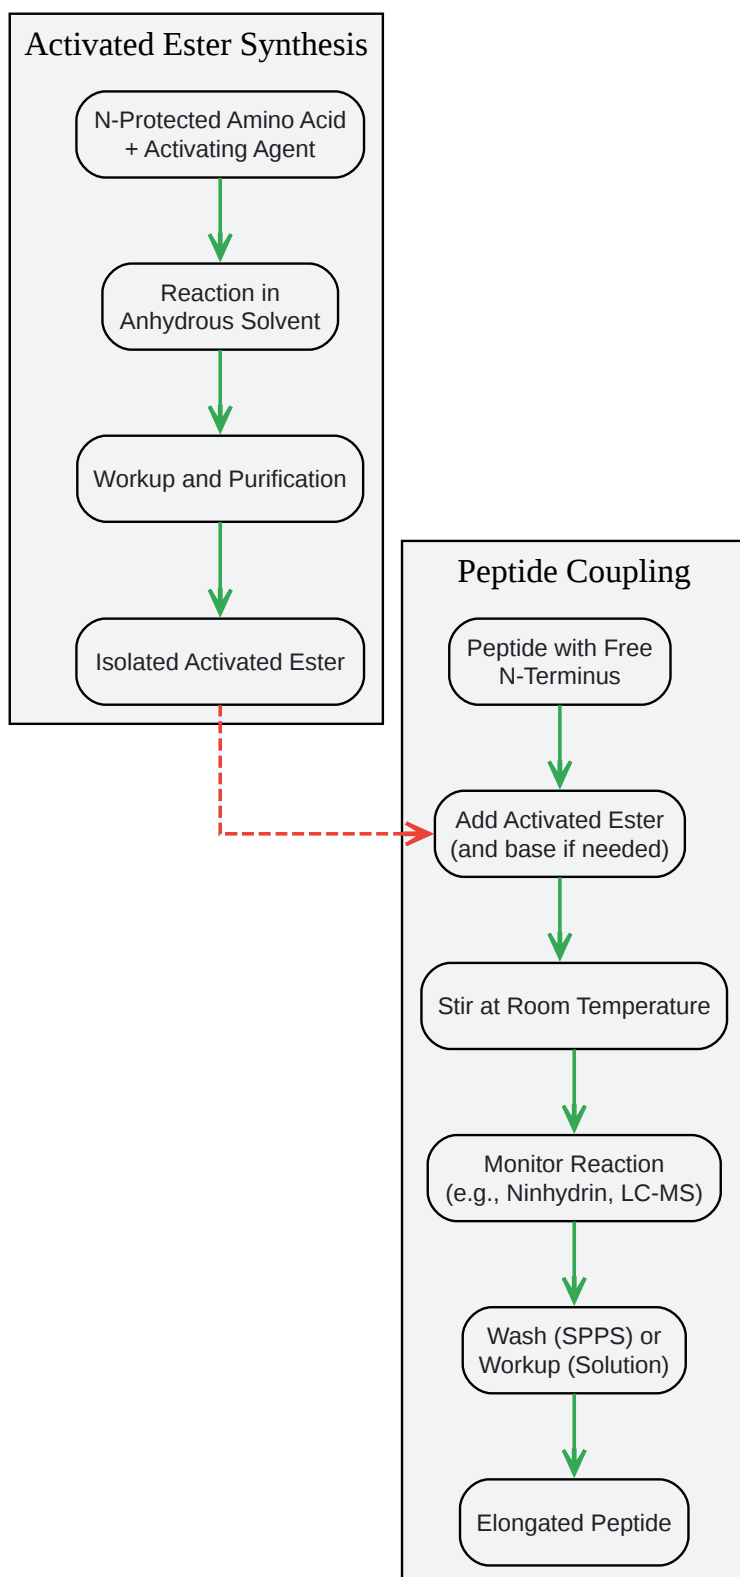 Activated Ester Synthesis
N-Protected Amino Acid
+ Activating Agent
Reaction in
Anhydrous Solvent
Workup and Purification
Isolated Activated Ester
Peptide Coupling
Peptide with Free
N-Terminus
Add Activated Ester
(and base if needed)
Stir at Room Temperature
Monitor Reaction
(e.g., Ninhydrin, LC-MS)
Wash (SPPS) or
Workup (Solution)
Elongated Peptide